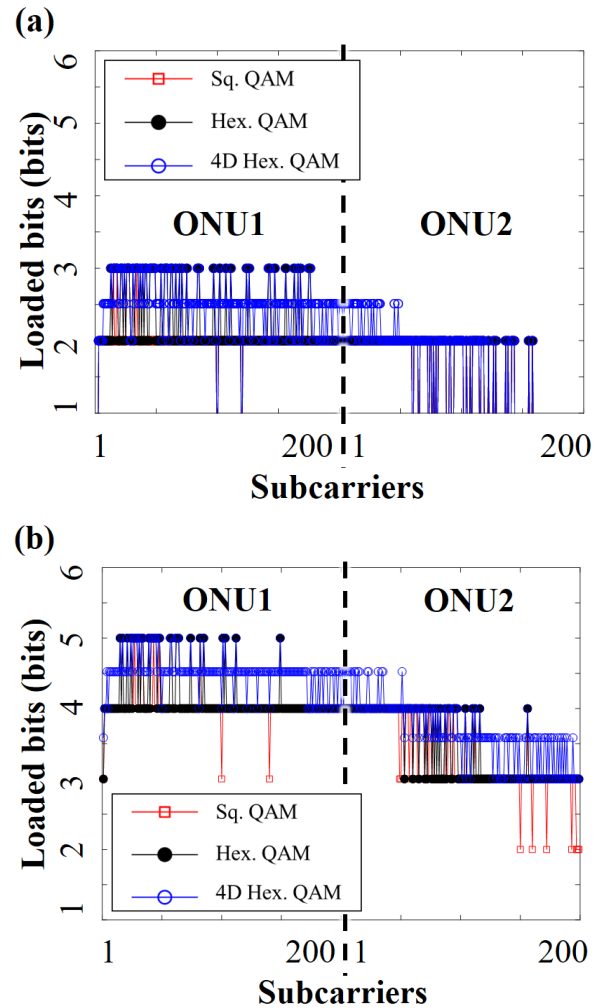 (a)
6
5
4
3
2
1
Loaded bits (bits)
Sq. QAM
Hex. QAM
4D Hex. QAM
ONU1 ONU2
1 200 1 200
Subcarriers
(b)
6
5
4
3
2
1
Loaded bits (bits)
ONU1 ONU2
Sq. QAM
Hex. QAM
4D Hex. QAM
1 200 1 200
Subcarriers